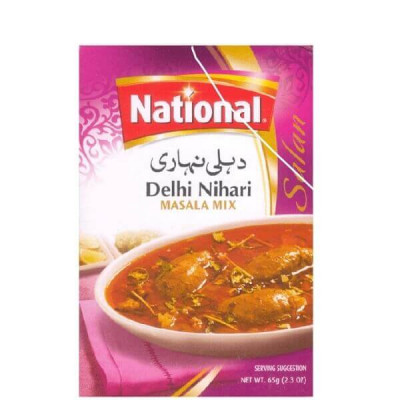 National
دہلی نہاری
Delhi Nihari
MASALA MIX
Salan
SERVING SUGGESTION
NET WT. 65g (2.3 OZ)